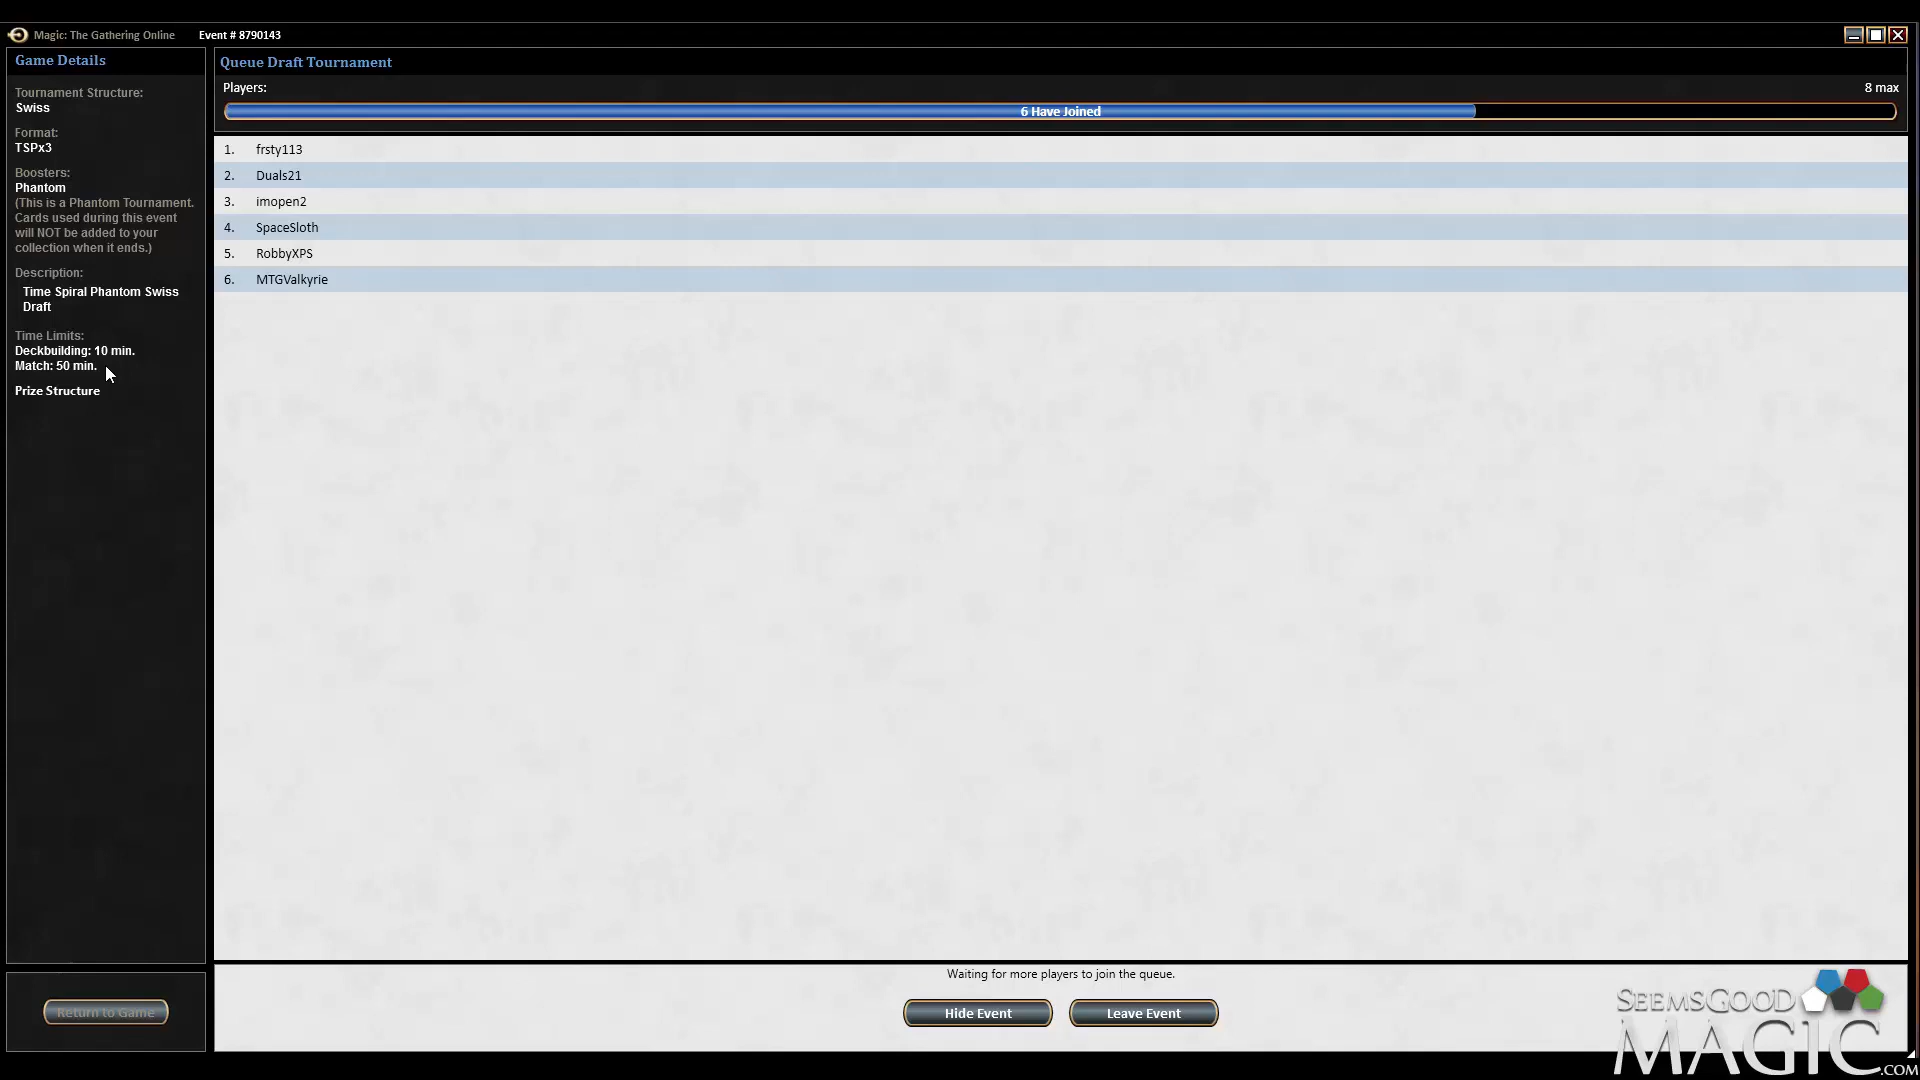 Magic: The Gathering Online Event # 8790143
Game Details
Tournament Structure:
Swiss
Format:
TSPx3
Boosters:
Phantom
(This is a Phantom Tournament.
Cards used during this event
will NOT be added to your
collection when it ends.)
Description:
Time Spiral Phantom Swiss
Draft
Time Limits:
Deckbuilding: 10 min.
Match: 50 min.
Prize Structure
Return to Game
Queue Draft Tournament
Players: 8 max
6 Have Joined
1. frsty113
2. Duals21
3. imopen2
4. SpaceSloth
5. RobbyXPS
6. MTGValkyrie
Waiting for more players to join the queue.
Hide Event Leave Event
SEEMSGOOD
MAGIC.COM